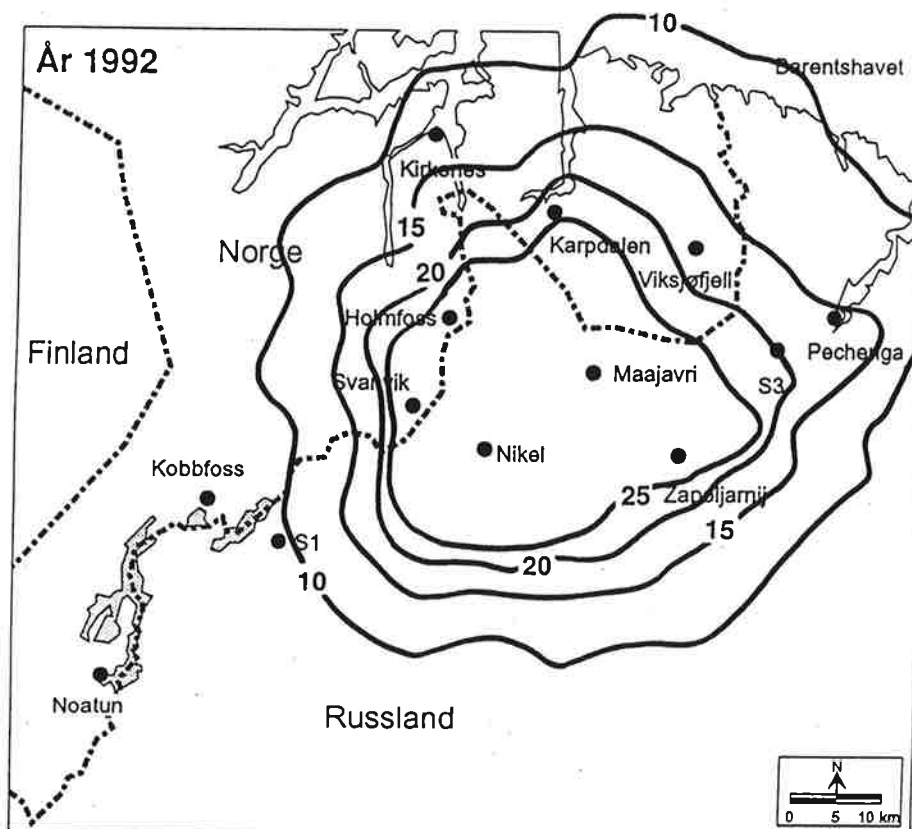 10
År 1992
Barentshavet
Kirkenes
15
Norge
20
Karpdalen
Viksjøfjell
Holmfoss
Finland
Pechenga
Svanvik
Maajavri
S3
Nikel
Kobbfoss
25
Zapoljarnij
15
S1
20
10
Noatun
Russland
N
0 5 10 km